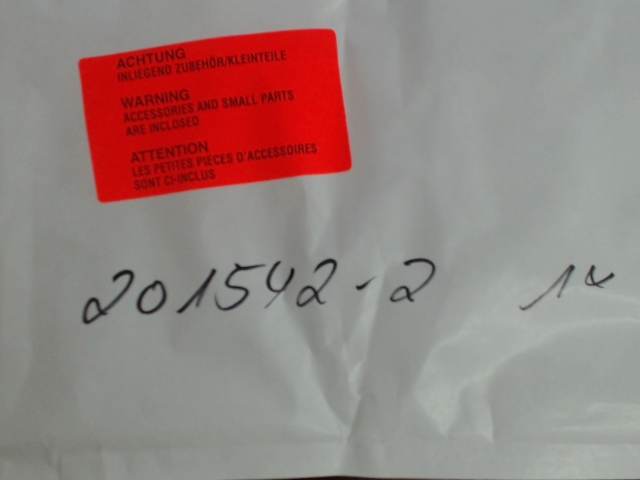 ACHTUNG
INLIEGEND ZUBEHÖR/KLEINTEILE
WARNING
ACCESSORIES AND SMALL PARTS
ARE INCLOSED
ATTENTION
LES PETITES PIECES D'ACCESSOIRES
SONT CI-INCLUS
201542-2 1x